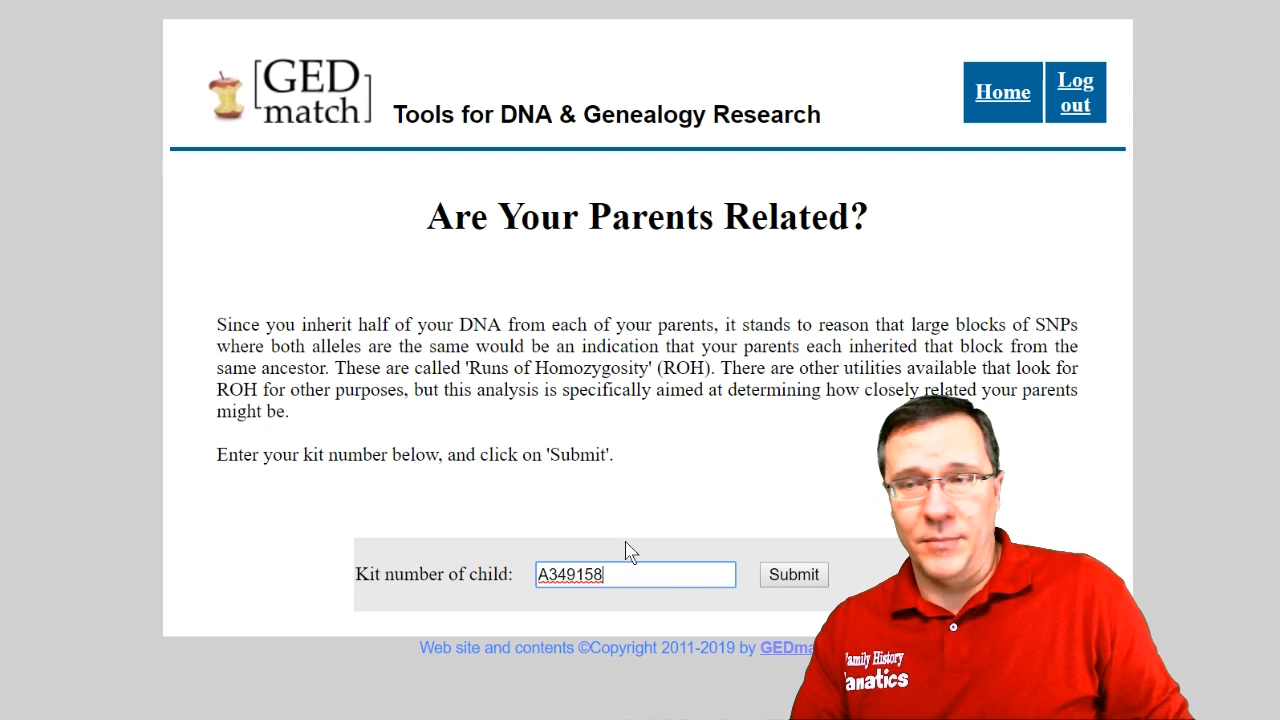 [GED
match]
Tools for DNA & Genealogy Research
Home
Log
out
Are Your Parents Related?
Since you inherit half of your DNA from each of your parents, it stands to reason that large blocks of SNPs
where both alleles are the same would be an indication that your parents each inherited that block from the
same ancestor. These are called 'Runs of Homozygosity' (ROH). There are other utilities available that look for
ROH for other purposes, but this analysis is specifically aimed at determining how closely related your parents
might be.
Enter your kit number below, and click on 'Submit'.
Kit number of child: A349158 Submit
Web site and contents ©Copyright 2011-2019 by GEDma
Family History
Fanatics